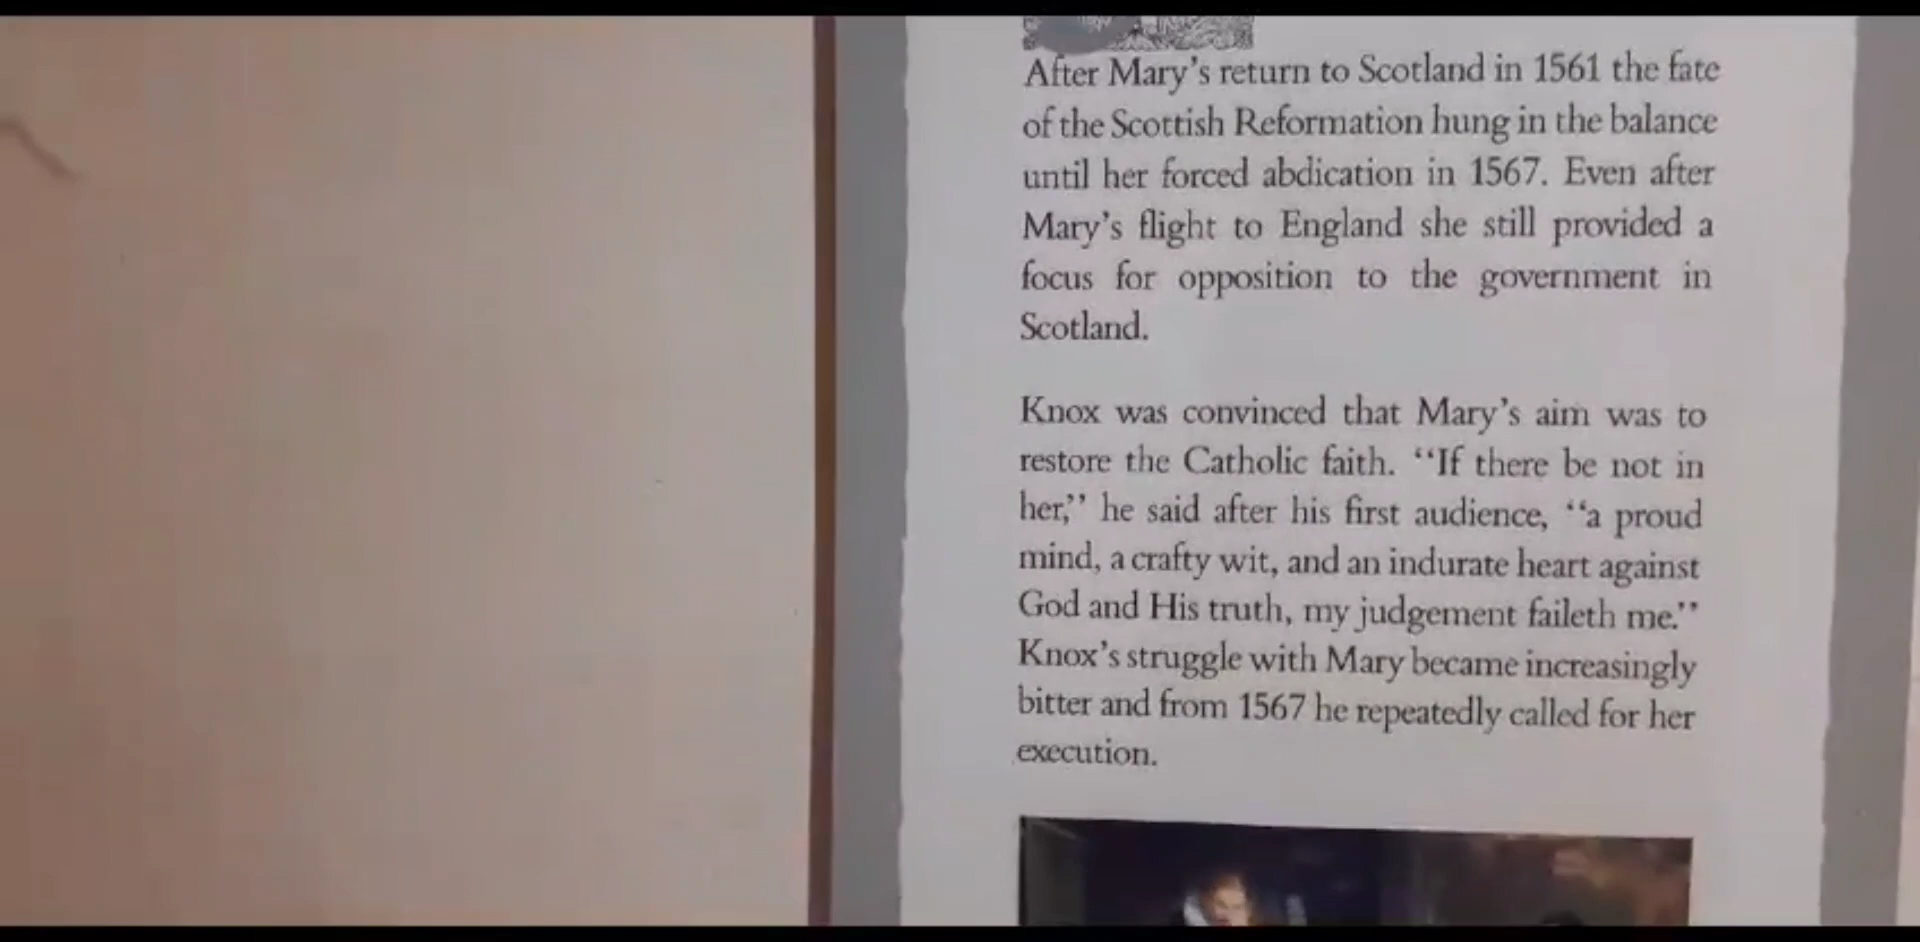 After Mary's return to Scotland in 1561 the fate
of the Scottish Reformation hung in the balance
until her forced abdication in 1567. Even after
Mary's flight to England she still provided a
focus for opposition to the government in
Scotland.
Knox was convinced that Mary's aim was to
restore the Catholic faith. “If there be not in
her,” he said after his first audience, “a proud
mind, a crafty wit, and an indurate heart against
God and His truth, my judgement faileth me.”
Knox's struggle with Mary became increasingly
bitter and from 1567 he repeatedly called for her
execution.